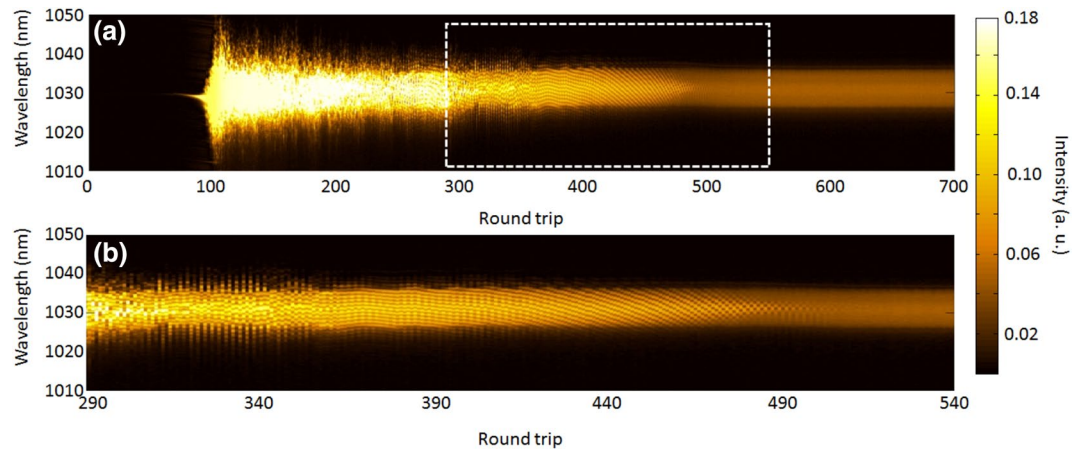 (a)
Wavelength (nm)
1050
1040
1030
1020
1010
0 100 200 300 400 500 600 700
Round trip
0.18
0.14
0.10
0.06
0.02
Intensity (a. u.)
(b)
Wavelength (nm)
1050
1040
1030
1020
1010
290 340 390 440 490 540
Round trip